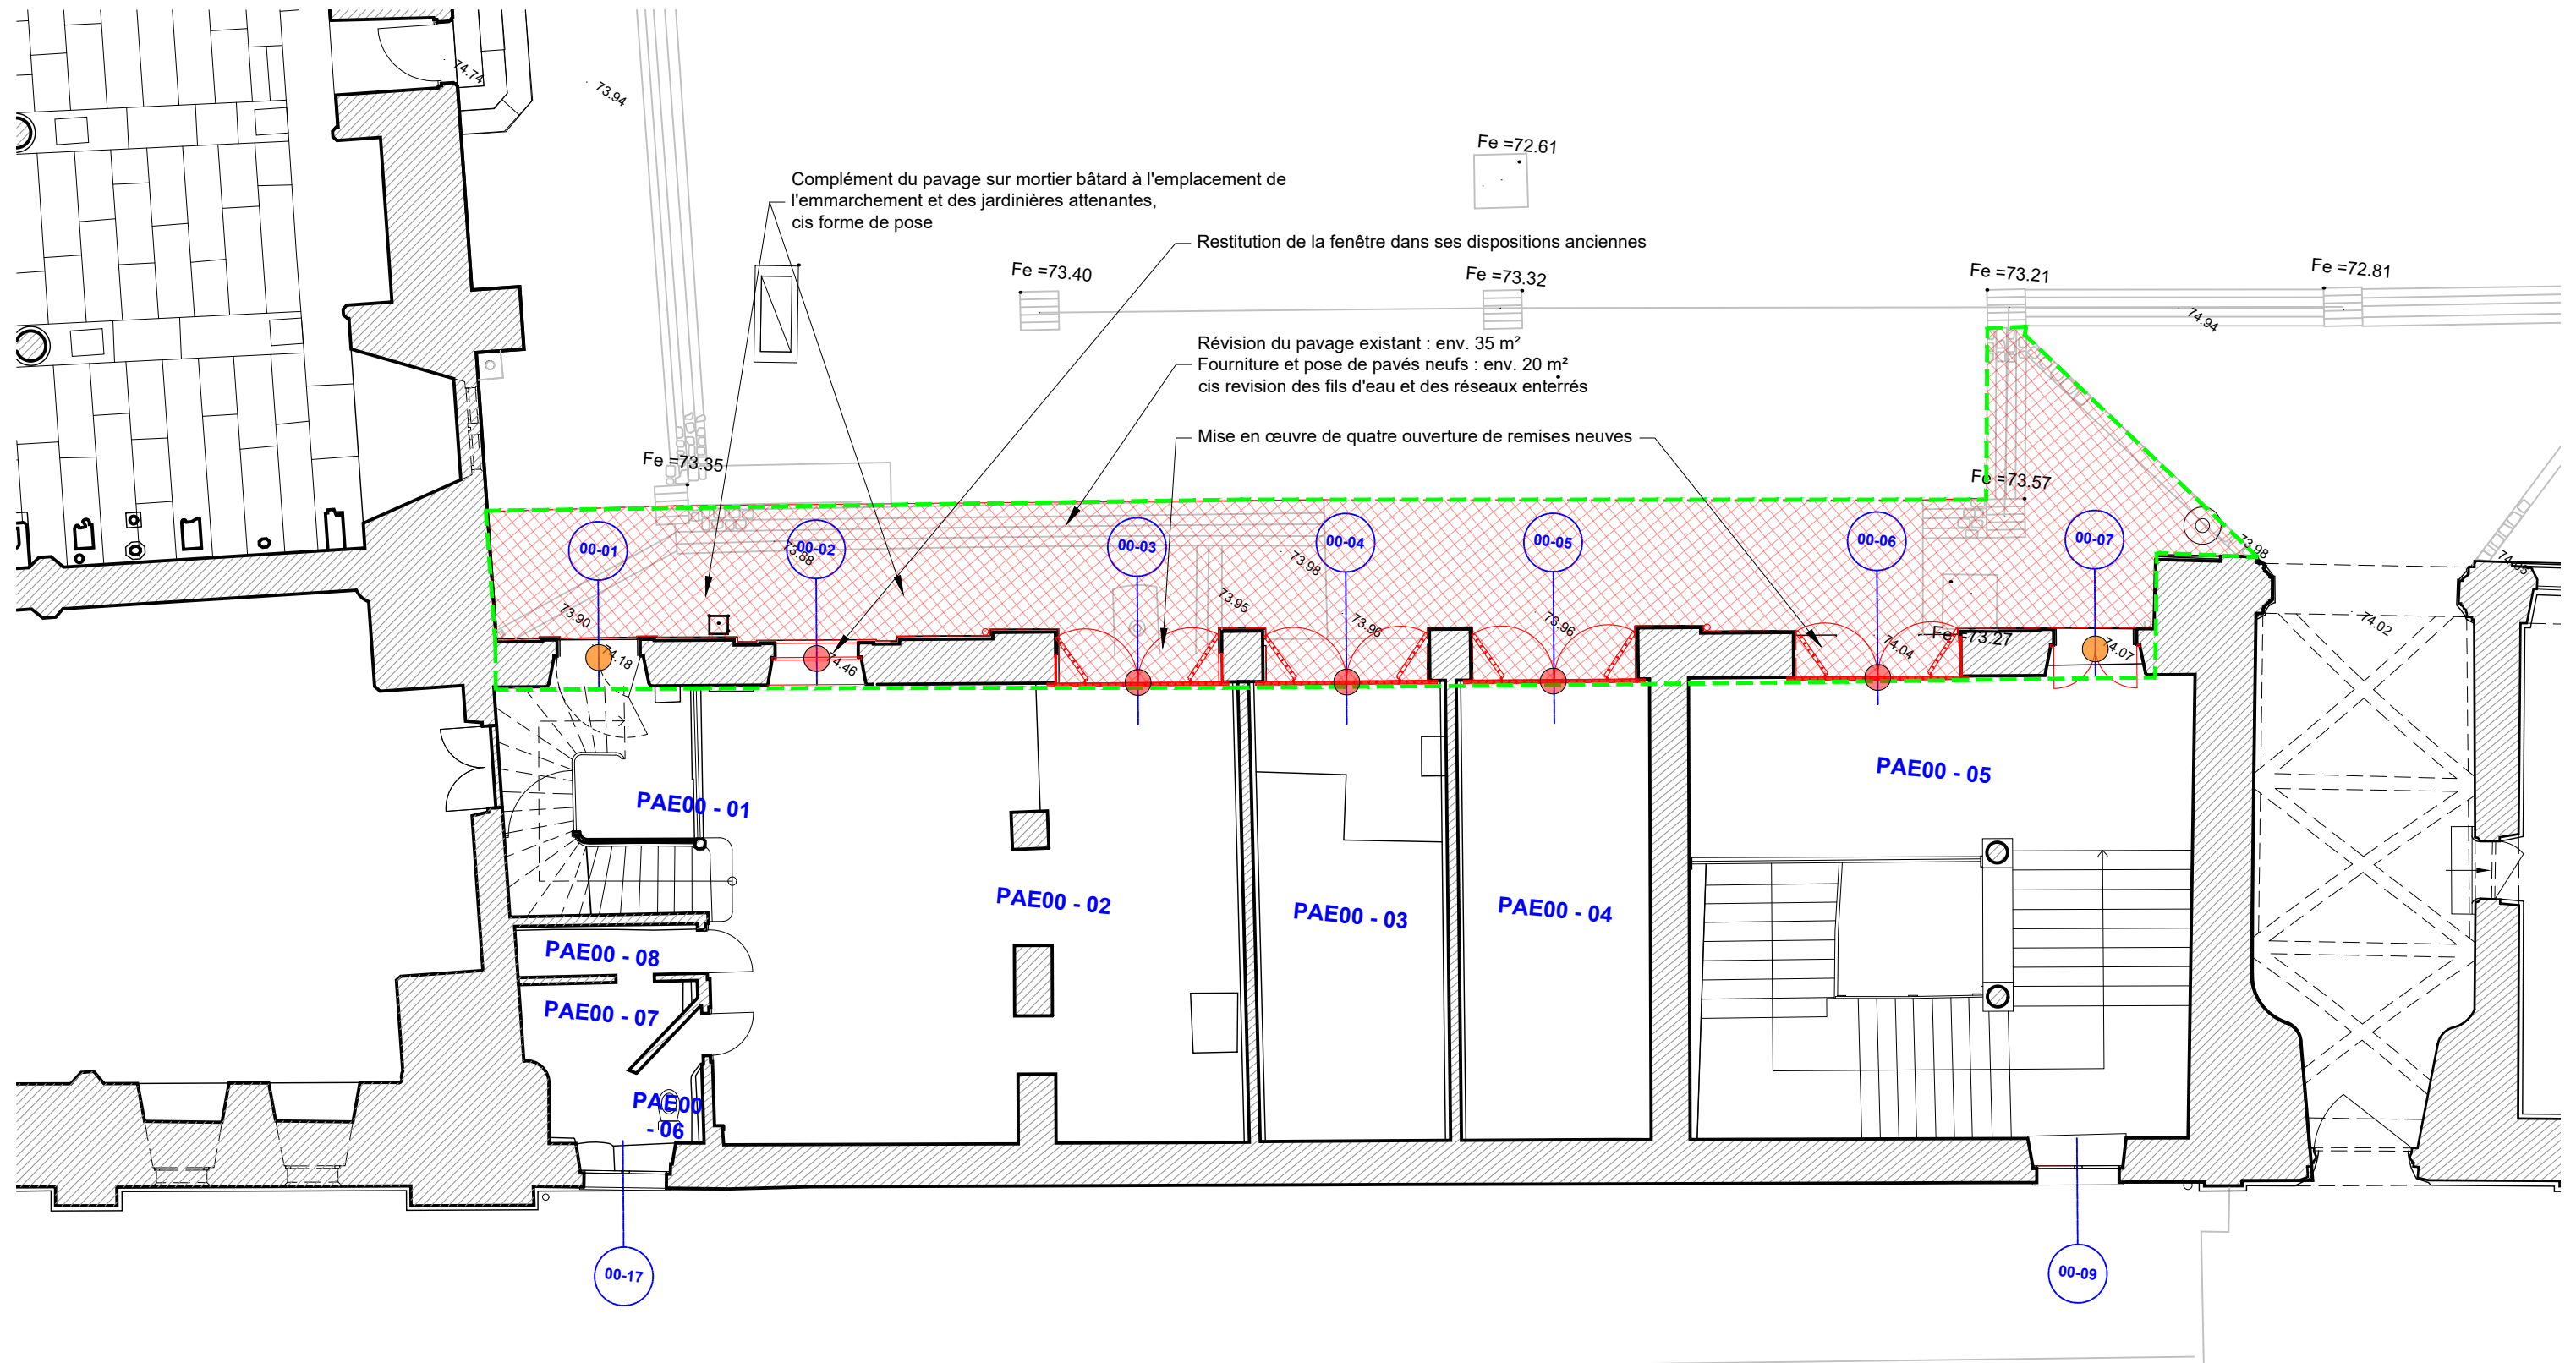 74.74
73.94
Fe =72.61
Complément du pavage sur mortier bâtard à l'emplacement de
l'emmarchement et des jardinières attenantes,
cis forme de pose
Restitution de la fenêtre dans ses dispositions anciennes
Fe =73.40
Fe =73.32
Fe =73.21
Fe =72.81
74.94
Révision du pavage existant : env. 35 m²
Fourniture et pose de pavés neufs : env. 20 m²
cis revision des fils d'eau et des réseaux enterrés
Mise en œuvre de quatre ouverture de remises neuves
Fe =73.35
Fe =73.57
00-01
00-02
00-03
00-04
00-05
00-06
00-07
73.88
73.98
73.98
73.90
73.95
73.96
73.96
74.04
Fe =73.27
74.07
74.02
74.18
74.46
PAE00 - 01
PAE00 - 05
PAE00 - 02
PAE00 - 03
PAE00 - 04
PAE00 - 08
PAE00 - 07
PAE00
- 06
00-17
00-09